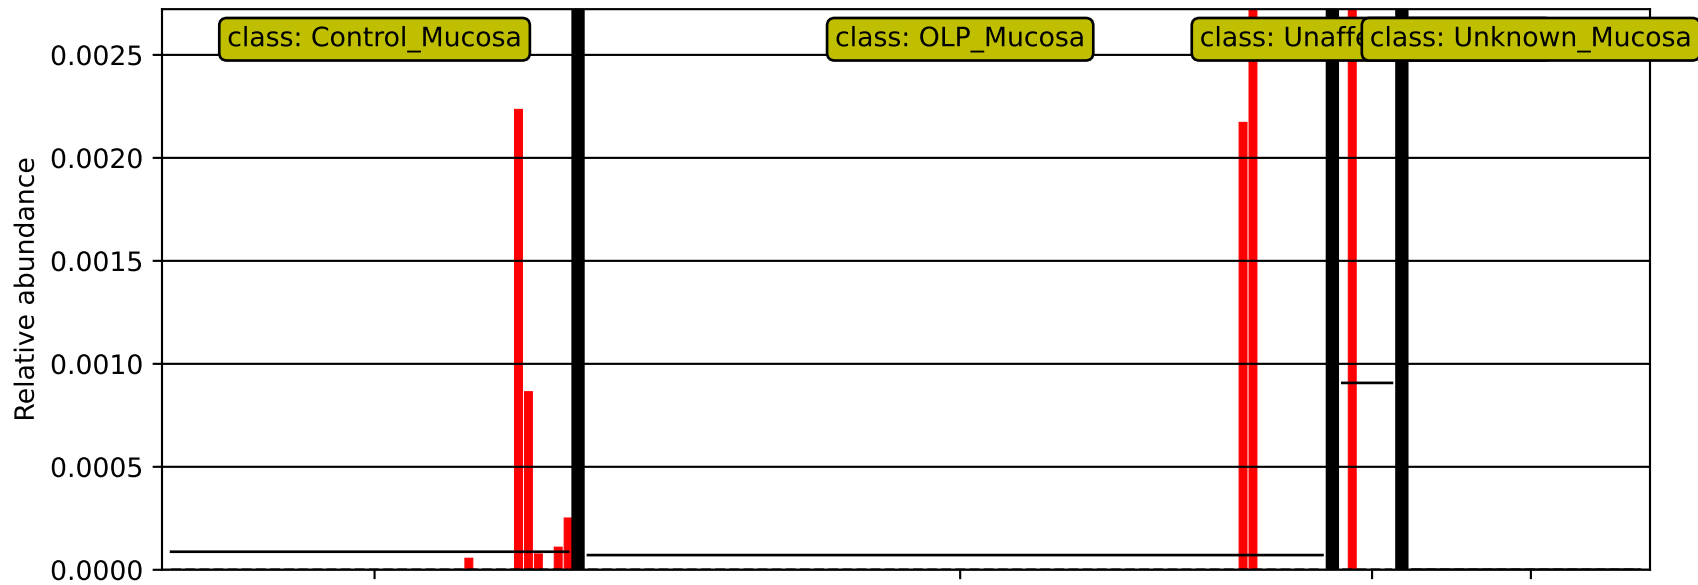 class: Control_Mucosa
class: OLP_Mucosa
class: Unaffe
class: Unknown_Mucosa
0.0025
0.0020
0.0015
0.0010
0.0005
0.0000
Relative abundance